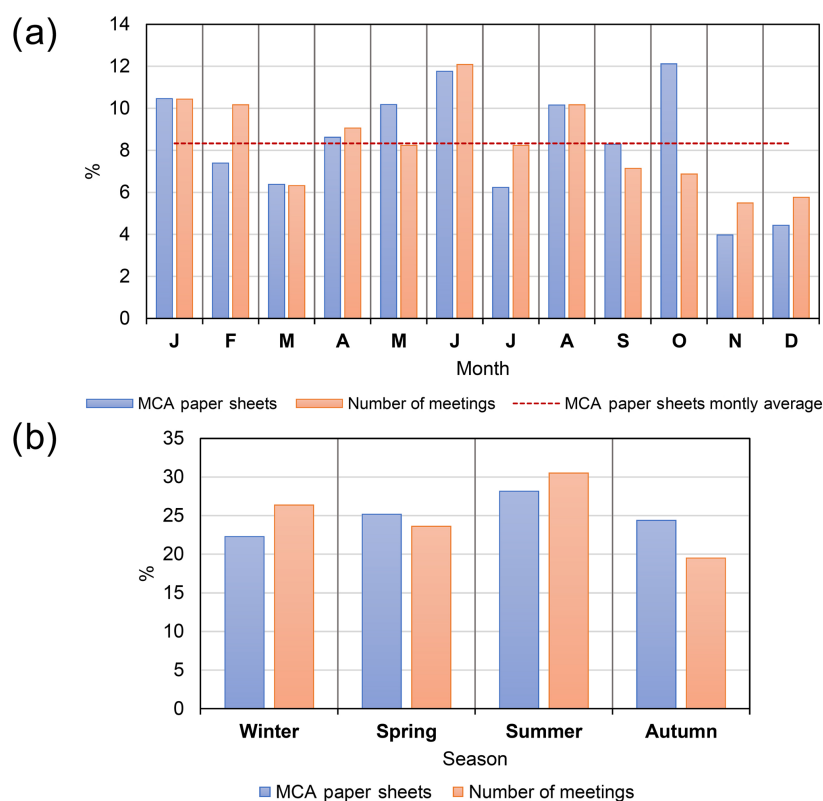 (a)
14
12
10
8
6
4
2
0
%
J F M A M J J A S O N D
Month
MCA paper sheets Number of meetings MCA paper sheets montly average
(b)
35
30
25
20
15
10
5
0
%
Winter Spring Summer Autumn
Season
MCA paper sheets Number of meetings